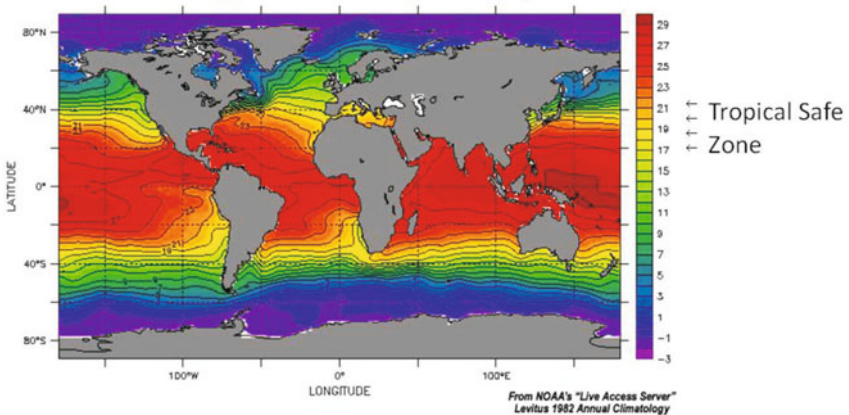 80°N
40°N
0°
40°S
80°S
LATITUDE
100°W
0°
100°E
LONGITUDE
29
27
25
23
21
19
17
15
13
11
9
7
5
3
1
-1
-3
← Tropical Safe
← Zone
From NOAA's "Live Access Server"
Levitus 1982 Annual Climatology